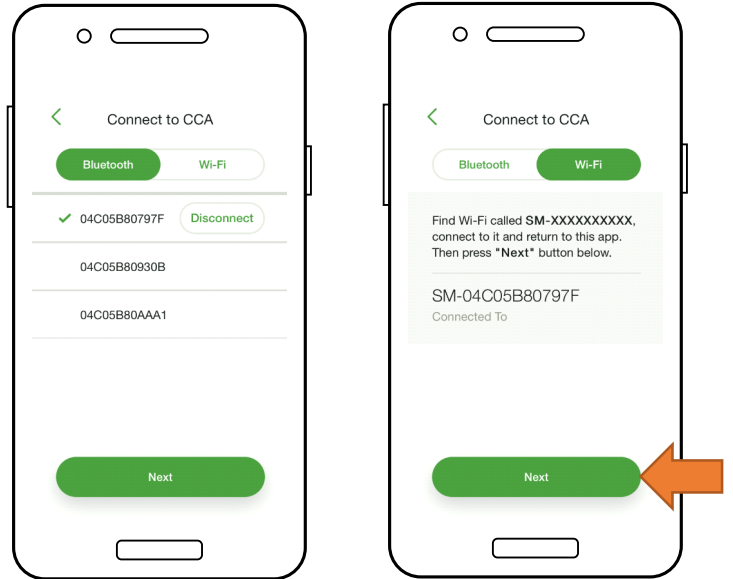 Connect to CCA
Bluetooth
Wi-Fi
04C05B80797F
Disconnect
04C05B80930B
04C05B80AAA1
Next
Connect to CCA
Bluetooth
Wi-Fi
Find Wi-Fi called SM-XXXXXXXXXX,
connect to it and return to this app.
Then press "Next" button below.
SM-04C05B80797F
Connected To
Next